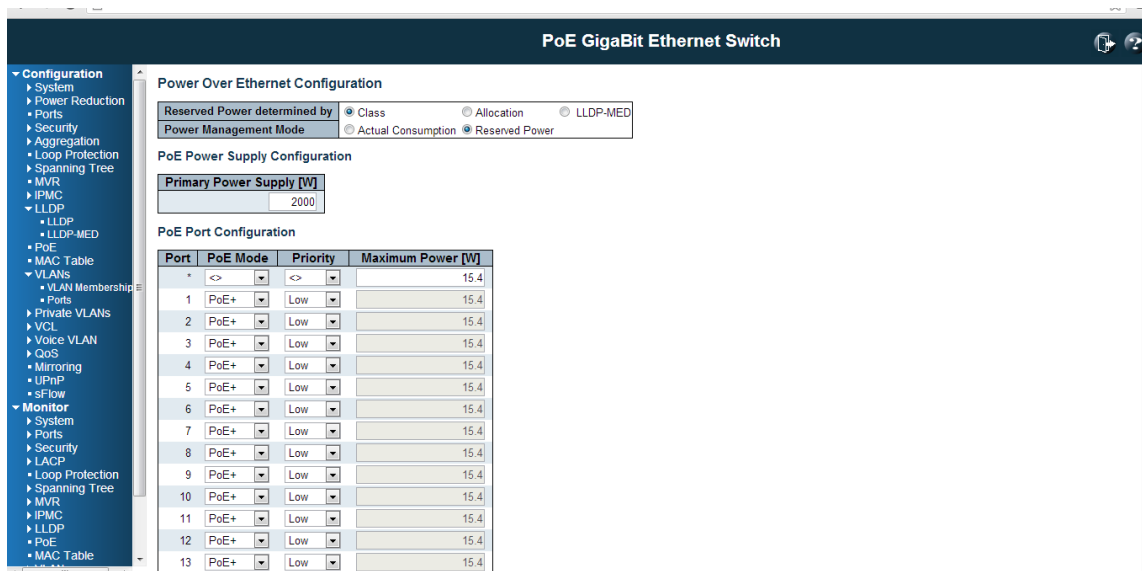 PoE GigaBit Ethernet Switch
Configuration
System
Power Reduction
Ports
Security
Aggregation
Loop Protection
Spanning Tree
MVR
IPMC
LLDP
LLDP
LLDP-MED
PoE
MAC Table
VLANs
VLAN Membership
Ports
Private VLANs
VCL
Voice VLAN
QoS
Mirroring
UPnP
sFlow
Monitor
System
Ports
Security
LACP
Loop Protection
Spanning Tree
MVR
IPMC
LLDP
PoE
MAC Table
Power Over Ethernet Configuration
Reserved Power determined by Class Allocation LLDP-MED
Power Management Mode Actual Consumption Reserved Power
PoE Power Supply Configuration
Primary Power Supply [W]
2000
PoE Port Configuration
Port PoE Mode Priority Maximum Power [W]
* <> <> 15.4
1 PoE+ Low 15.4
2 PoE+ Low 15.4
3 PoE+ Low 15.4
4 PoE+ Low 15.4
5 PoE+ Low 15.4
6 PoE+ Low 15.4
7 PoE+ Low 15.4
8 PoE+ Low 15.4
9 PoE+ Low 15.4
10 PoE+ Low 15.4
11 PoE+ Low 15.4
12 PoE+ Low 15.4
13 PoE+ Low 15.4